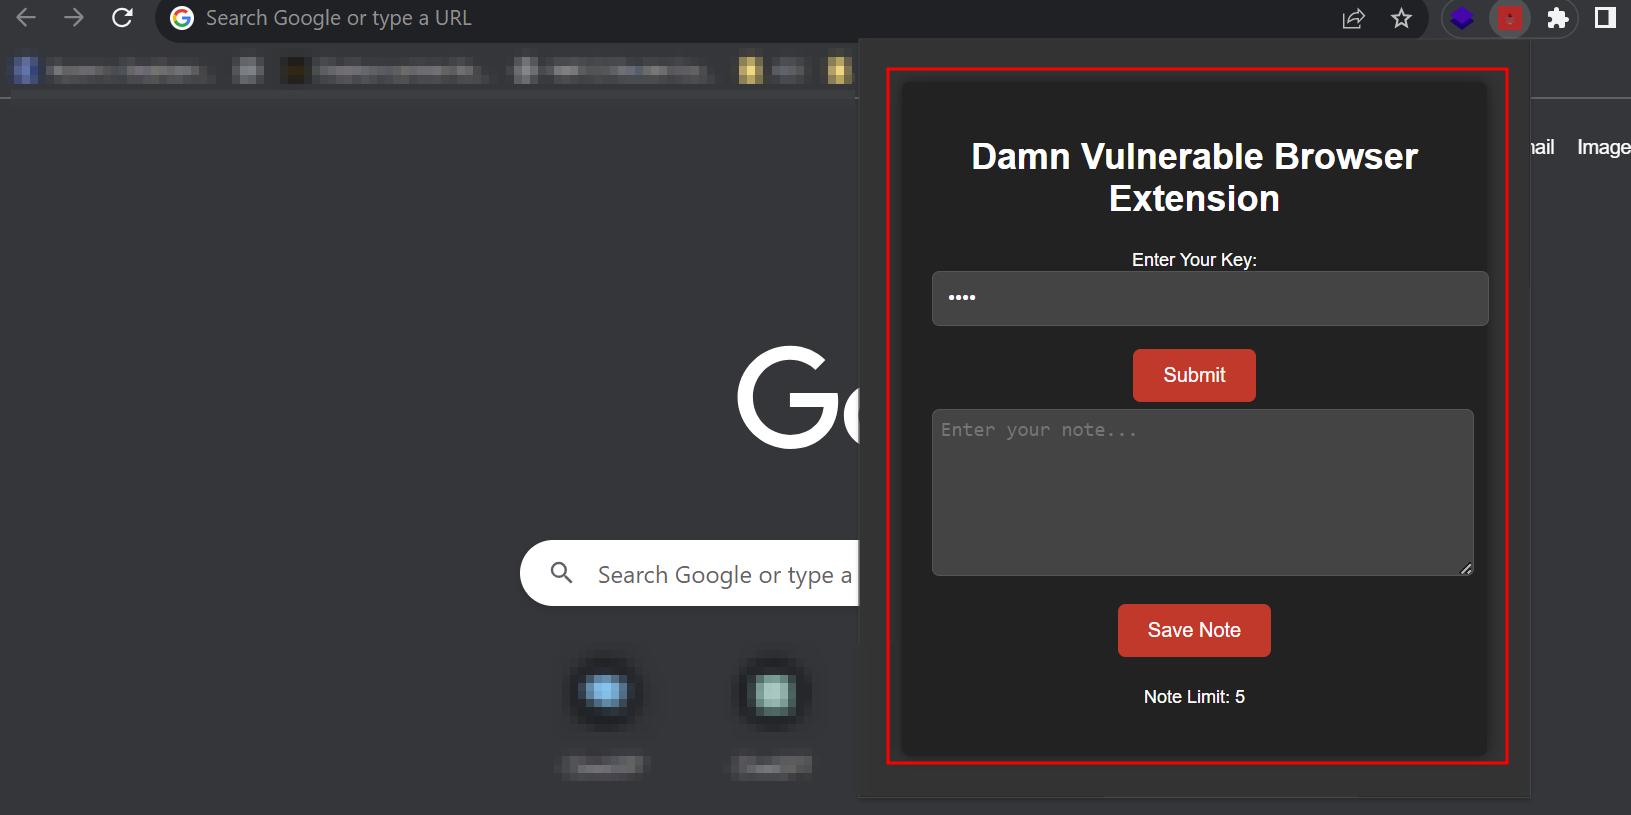 Search Google or type a URL
Image
Damn Vulnerable Browser
Extension
Enter Your Key:
••••
Submit
Enter your note...
Search Google or type a
Save Note
Note Limit: 5